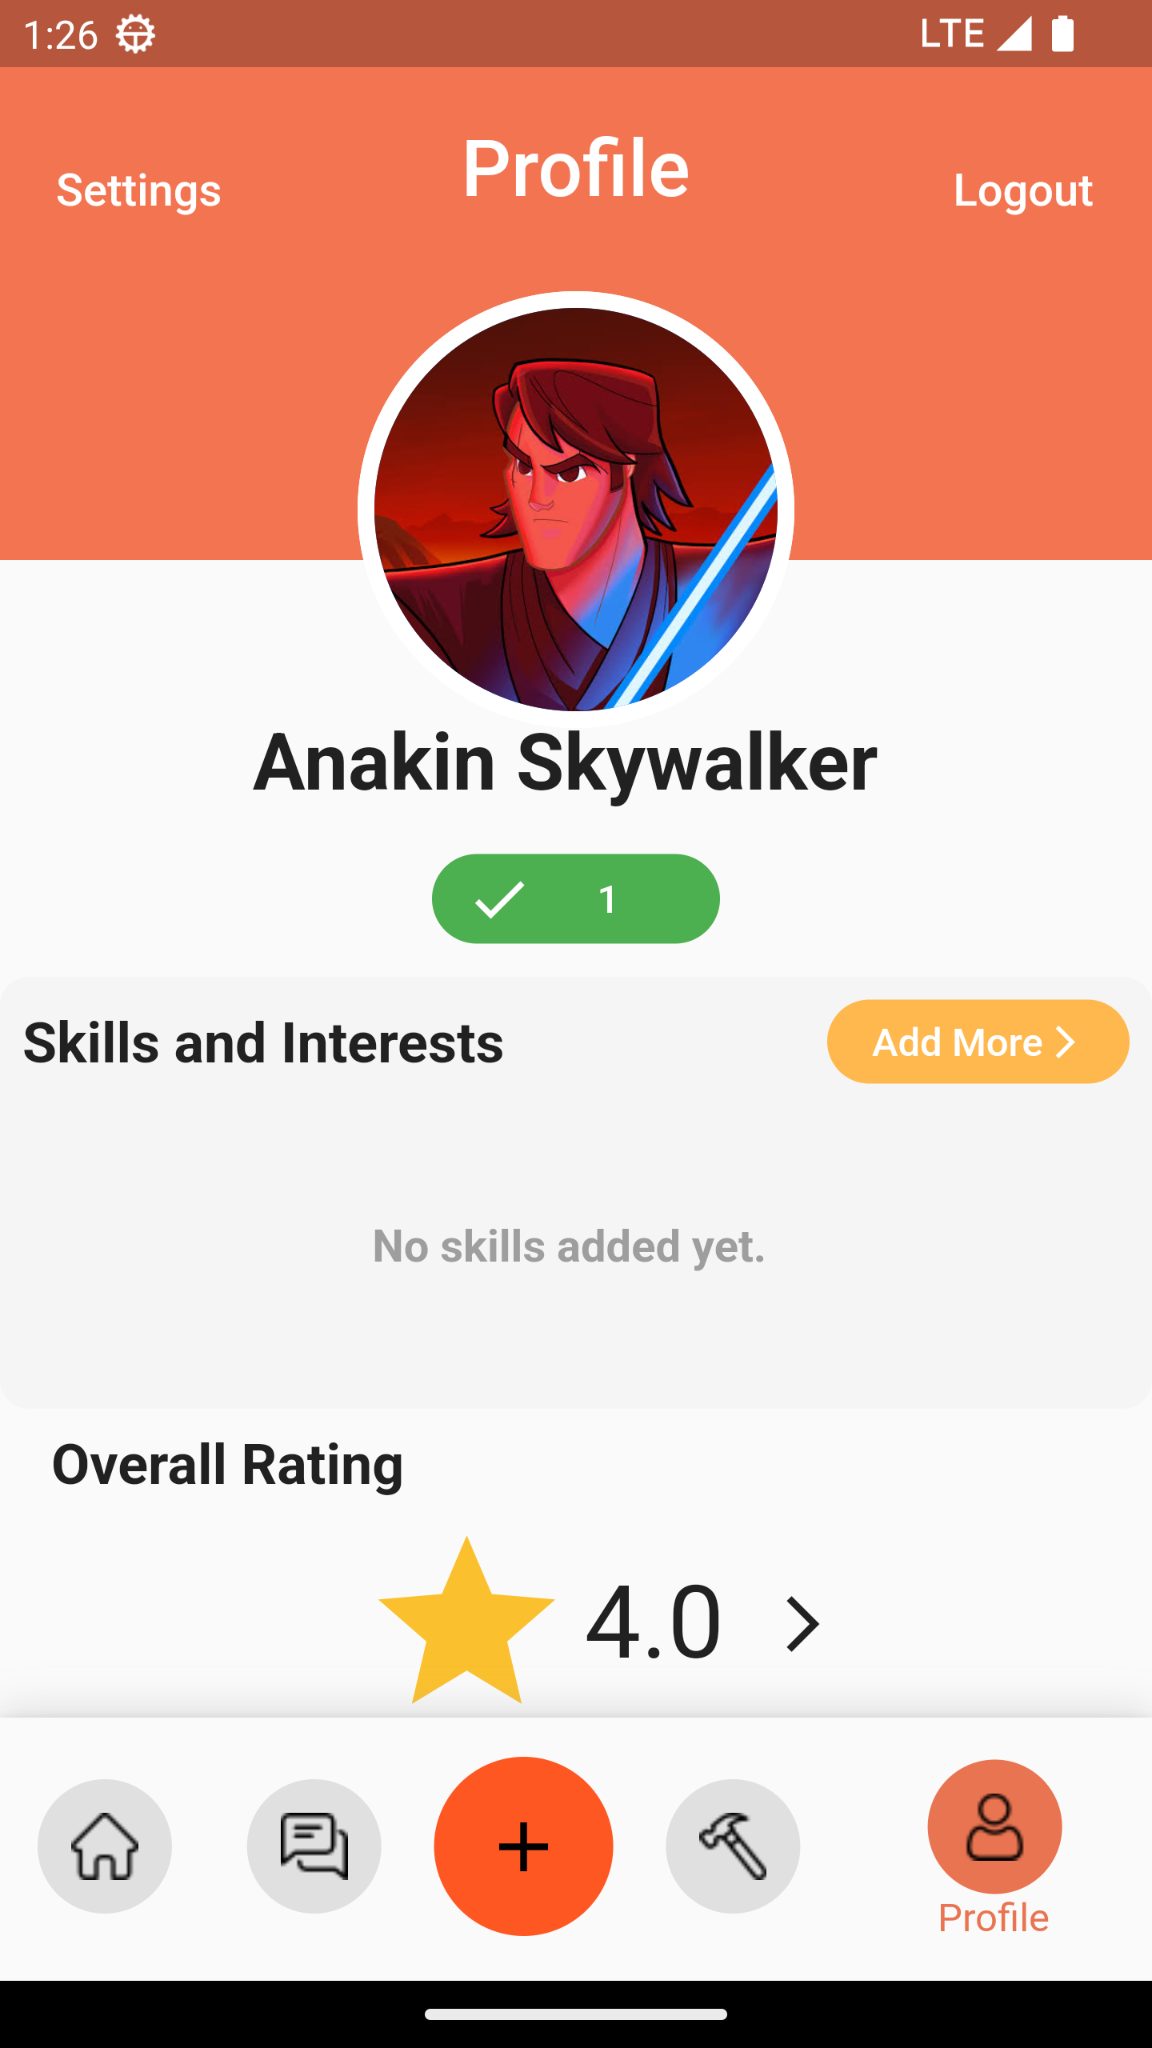 1:26
LTE
Settings
Profile
Logout
Anakin Skywalker
1
Skills and Interests
Add More
No skills added yet.
Overall Rating
4.0
Profile